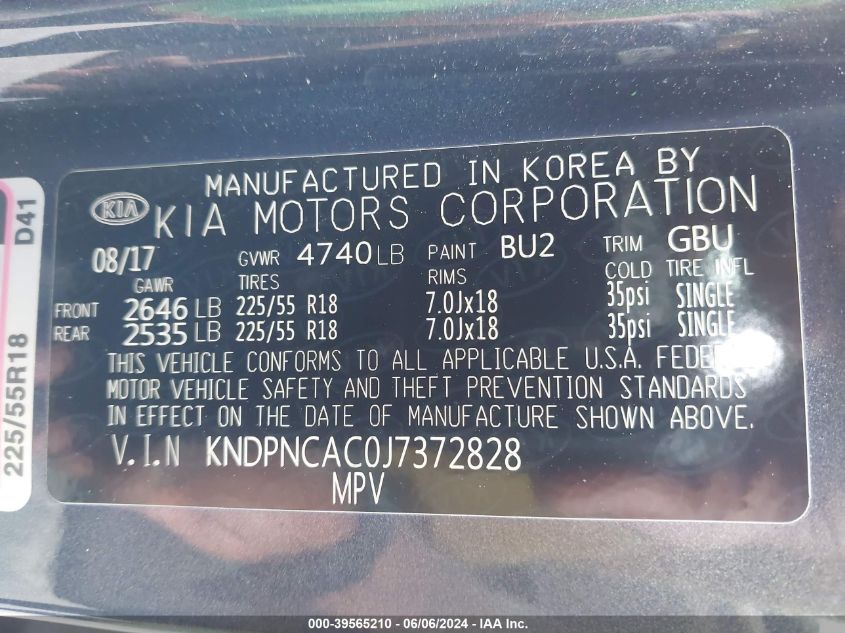 MANUFACTURED IN KOREA BY
KIA KIA MOTORS CORPORATION
08/17 GVWR 4740 LB PAINT BU2 TRIM GBU
GAWR TIRES RIMS COLD TIRE INFL
FRONT 2646 LB 225/55 R18 7.0Jx18 35psi SINGLE
REAR 2535 LB 225/55 R18 7.0Jx18 35psi SINGLE
THIS VEHICLE CONFORMS TO ALL APPLICABLE U.S.A.
MOTOR VEHICLE SAFETY AND THEFT PREVENTION STANDARDS
IN EFFECT ON THE DATE OF MANUFACTURE SHOWN ABOVE.
V.I.N KNDPNCAC0J7372828
MPV
225/55R18 D41
000-39565210 - 06/06/2024 - IAA Inc.